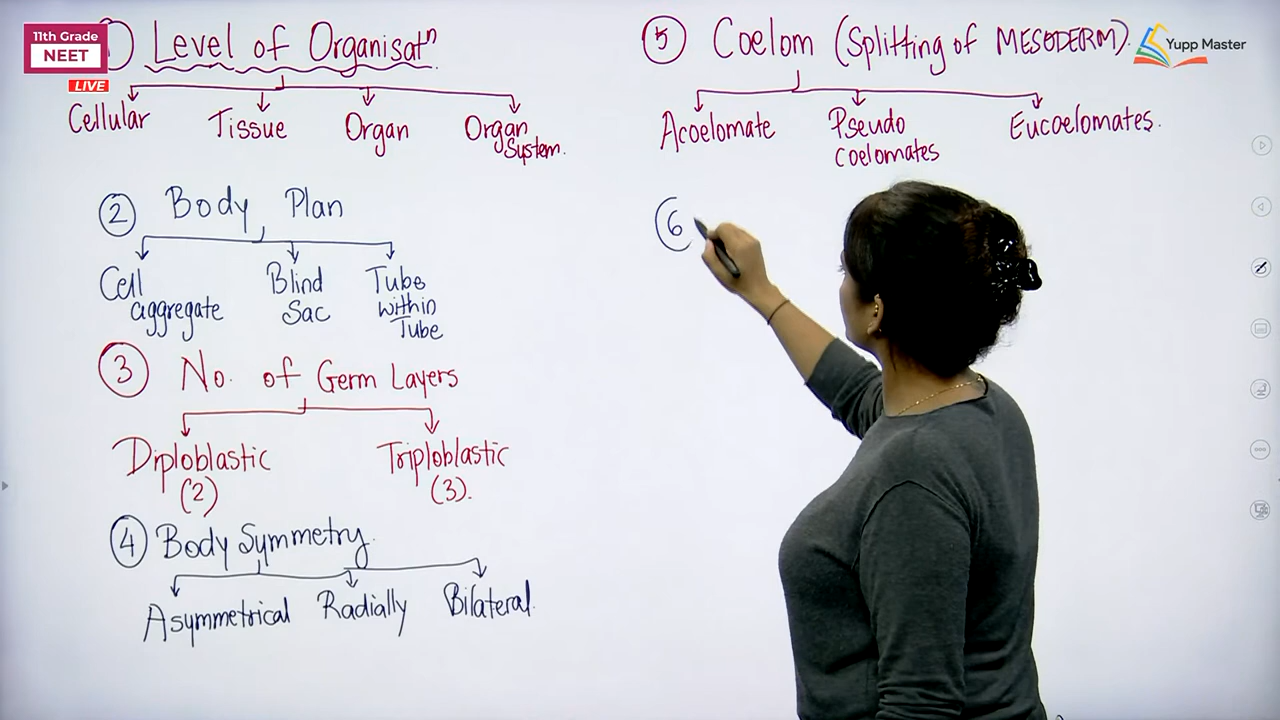 11th Grade
NEET
LIVE
Level of Organisatⁿ
Cellular Tissue Organ Organ System.
2 Body Plan
Cell aggregate Blind Sac Tube within Tube
3 No. of Germ Layers
Diploblastic (2) Triploblastic (3).
4 Body Symmetry
Asymmetrical Radially Bilateral.
5 Coelom (Splitting of MESODERM).
Yupp Master
Acoelomate Pseudo coelomates Eucoelomates.
6